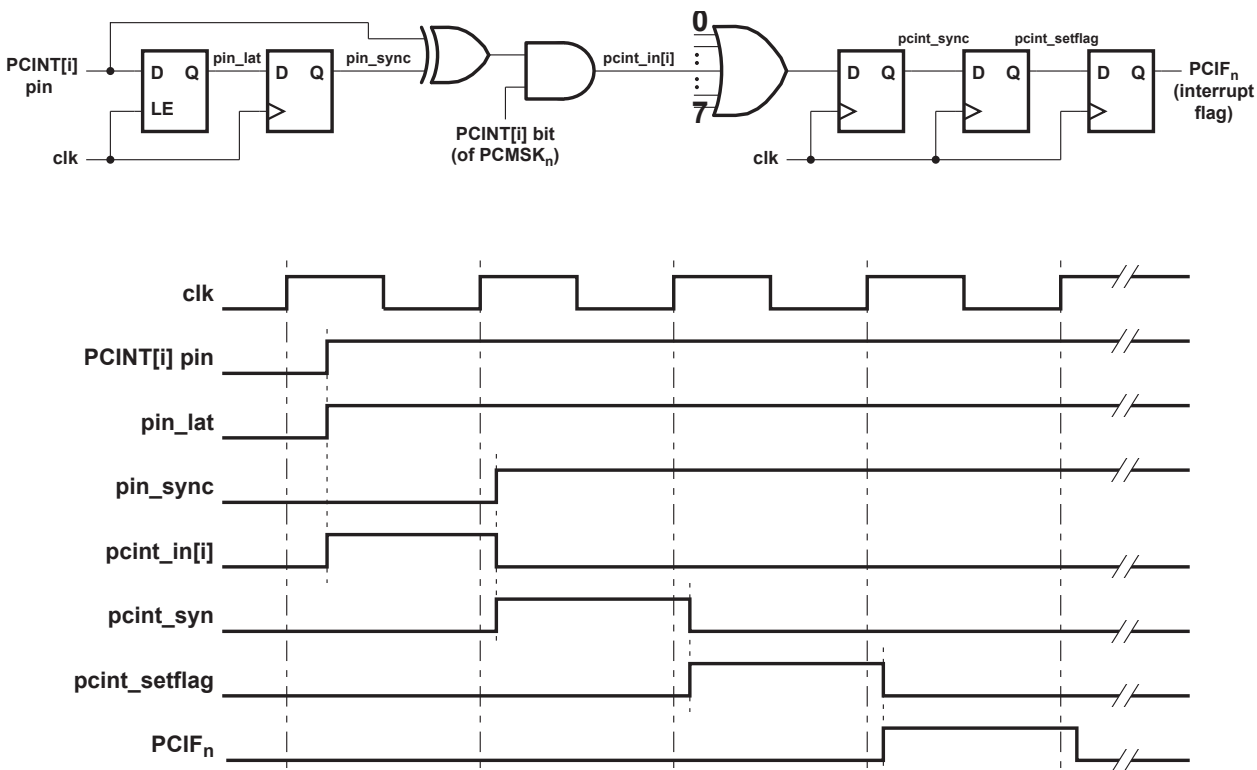 0
pcint_sync pcint_setflag
PCINT[i] pin_lat pin_sync pcint_in[i] PCIF
pin D Q D Q D Q D Q D Q n
(interrupt
flag)
LE
7
PCINT[i] bit
(of PCMSKn)
clk clk
clk
PCINT[i] pin
pin_lat
pin_sync
pcint_in[i]
pcint_syn
pcint_setflag
PCIFn